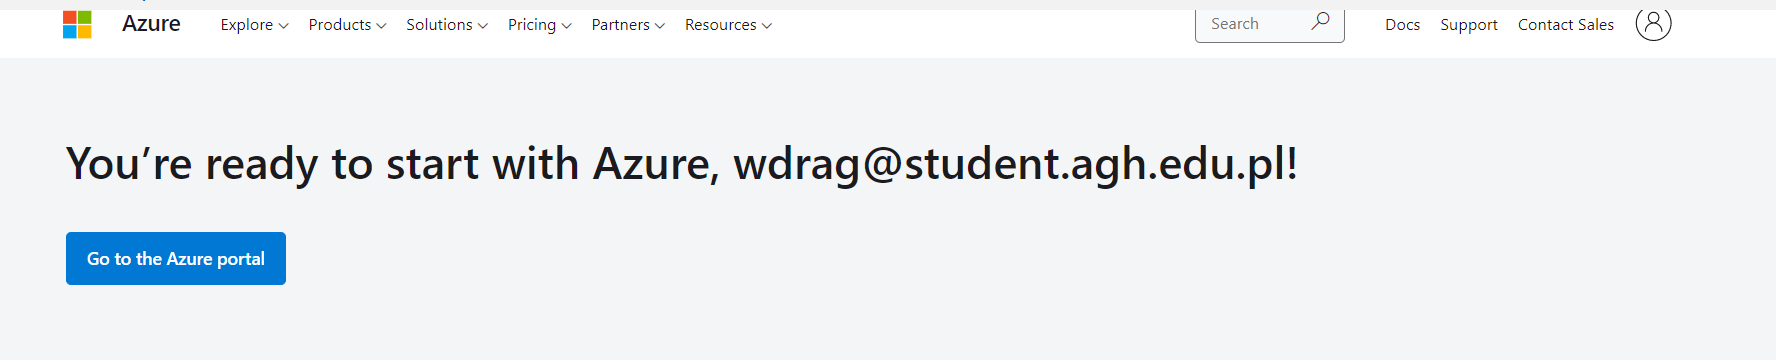 Azure Explore Products Solutions Pricing Partners Resources Search Docs Support Contact Sales
You’re ready to start with Azure, wdrag@student.agh.edu.pl!
Go to the Azure portal